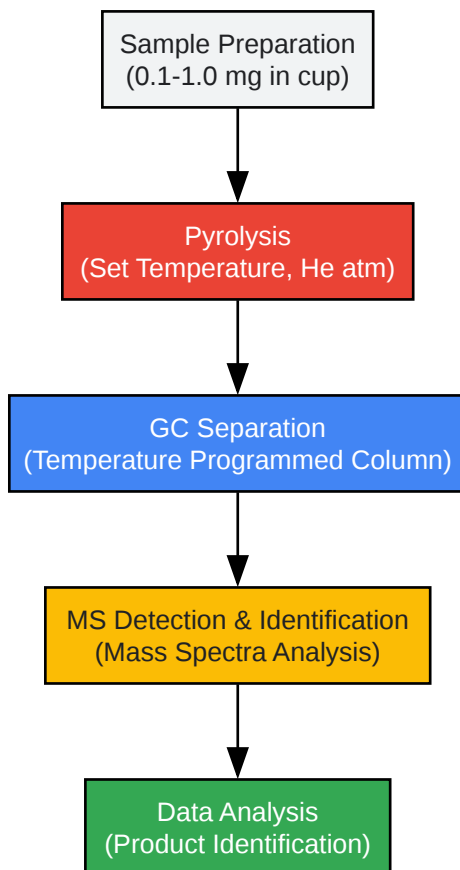 Sample Preparation
(0.1-1.0 mg in cup)
Pyrolysis
(Set Temperature, He atm)
GC Separation
(Temperature Programmed Column)
MS Detection & Identification
(Mass Spectra Analysis)
Data Analysis
(Product Identification)